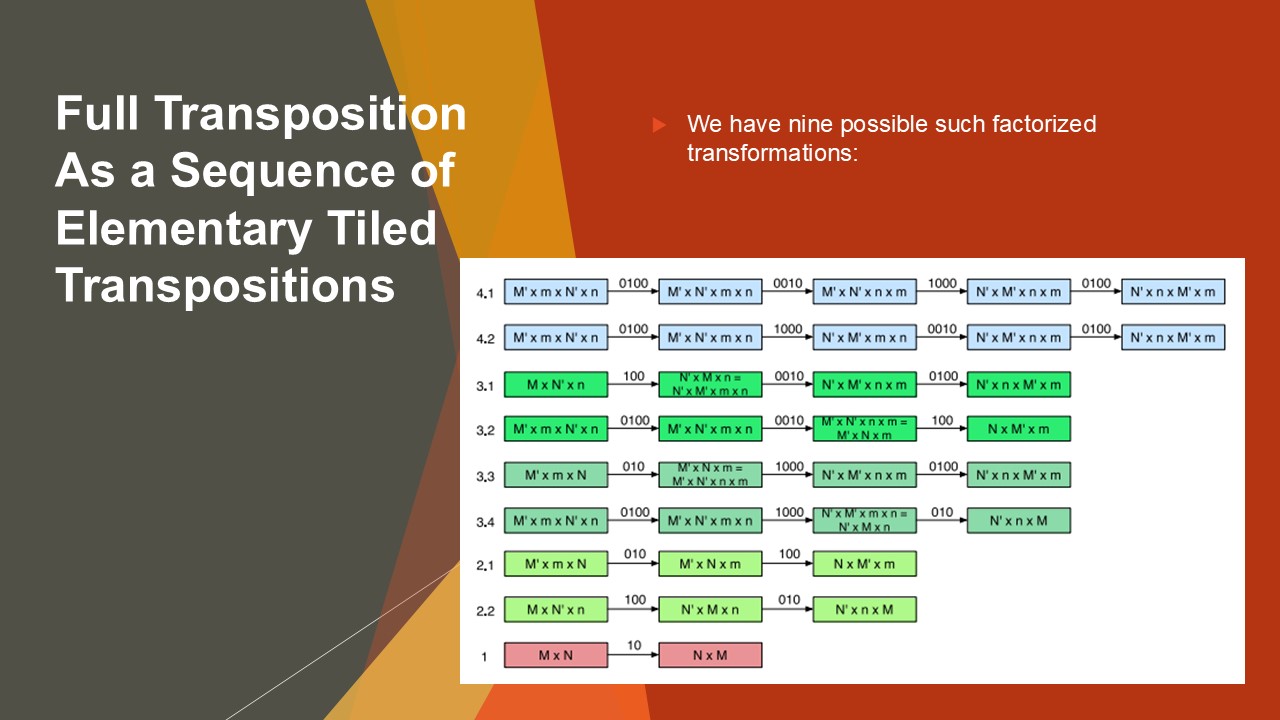 Full Transposition
As a Sequence of
Elementary Tiled
Transpositions
We have nine possible such factorized
transformations:
4.1 M' x m x N' x n 0100 M' x N' x m x n 0010 M' x N' x n x m 1000 N' x M' x n x m 0100 N' x n x M' x m
4.2 M' x m x N' x n 0100 M' x N' x m x n 1000 N' x M' x m x n 0010 N' x M' x n x m 0100 N' x n x M' x m
3.1 M x N' x n 100 N' x M x n = N' x M' x m x n 0010 N' x M' x n x m 0100 N' x n x M' x m
3.2 M' x m x N' x n 0100 M' x N' x m x n 0010 M' x N' x n x m = M' x N x m 100 N x M' x m
3.3 M' x m x N 010 M' x N x m = M' x N' x n x m 1000 N' x M' x n x m 0100 N' x n x M' x m
3.4 M' x m x N' x n 0100 M' x N' x m x n 1000 N' x M' x m x n = N' x M x n 010 N' x n x M
2.1 M' x m x N 010 M' x N x m 100 N x M' x m
2.2 M x N' x n 100 N' x M x n 010 N' x n x M
1 M x N 10 N x M